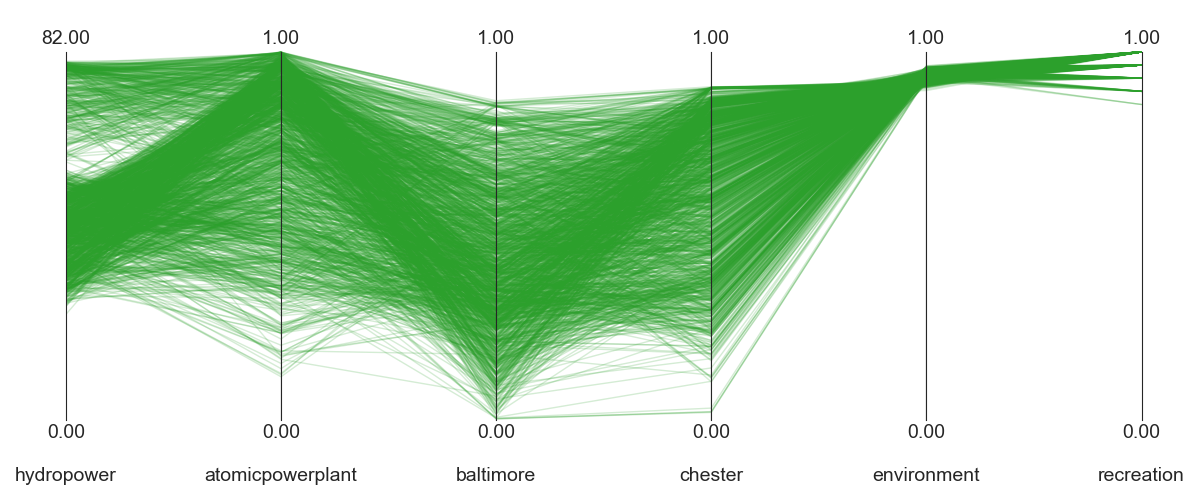 82.00 1.00 1.00 1.00 1.00 1.00
0.00 0.00 0.00 0.00 0.00 0.00
hydropower atomicpowerplant baltimore chester environment recreation